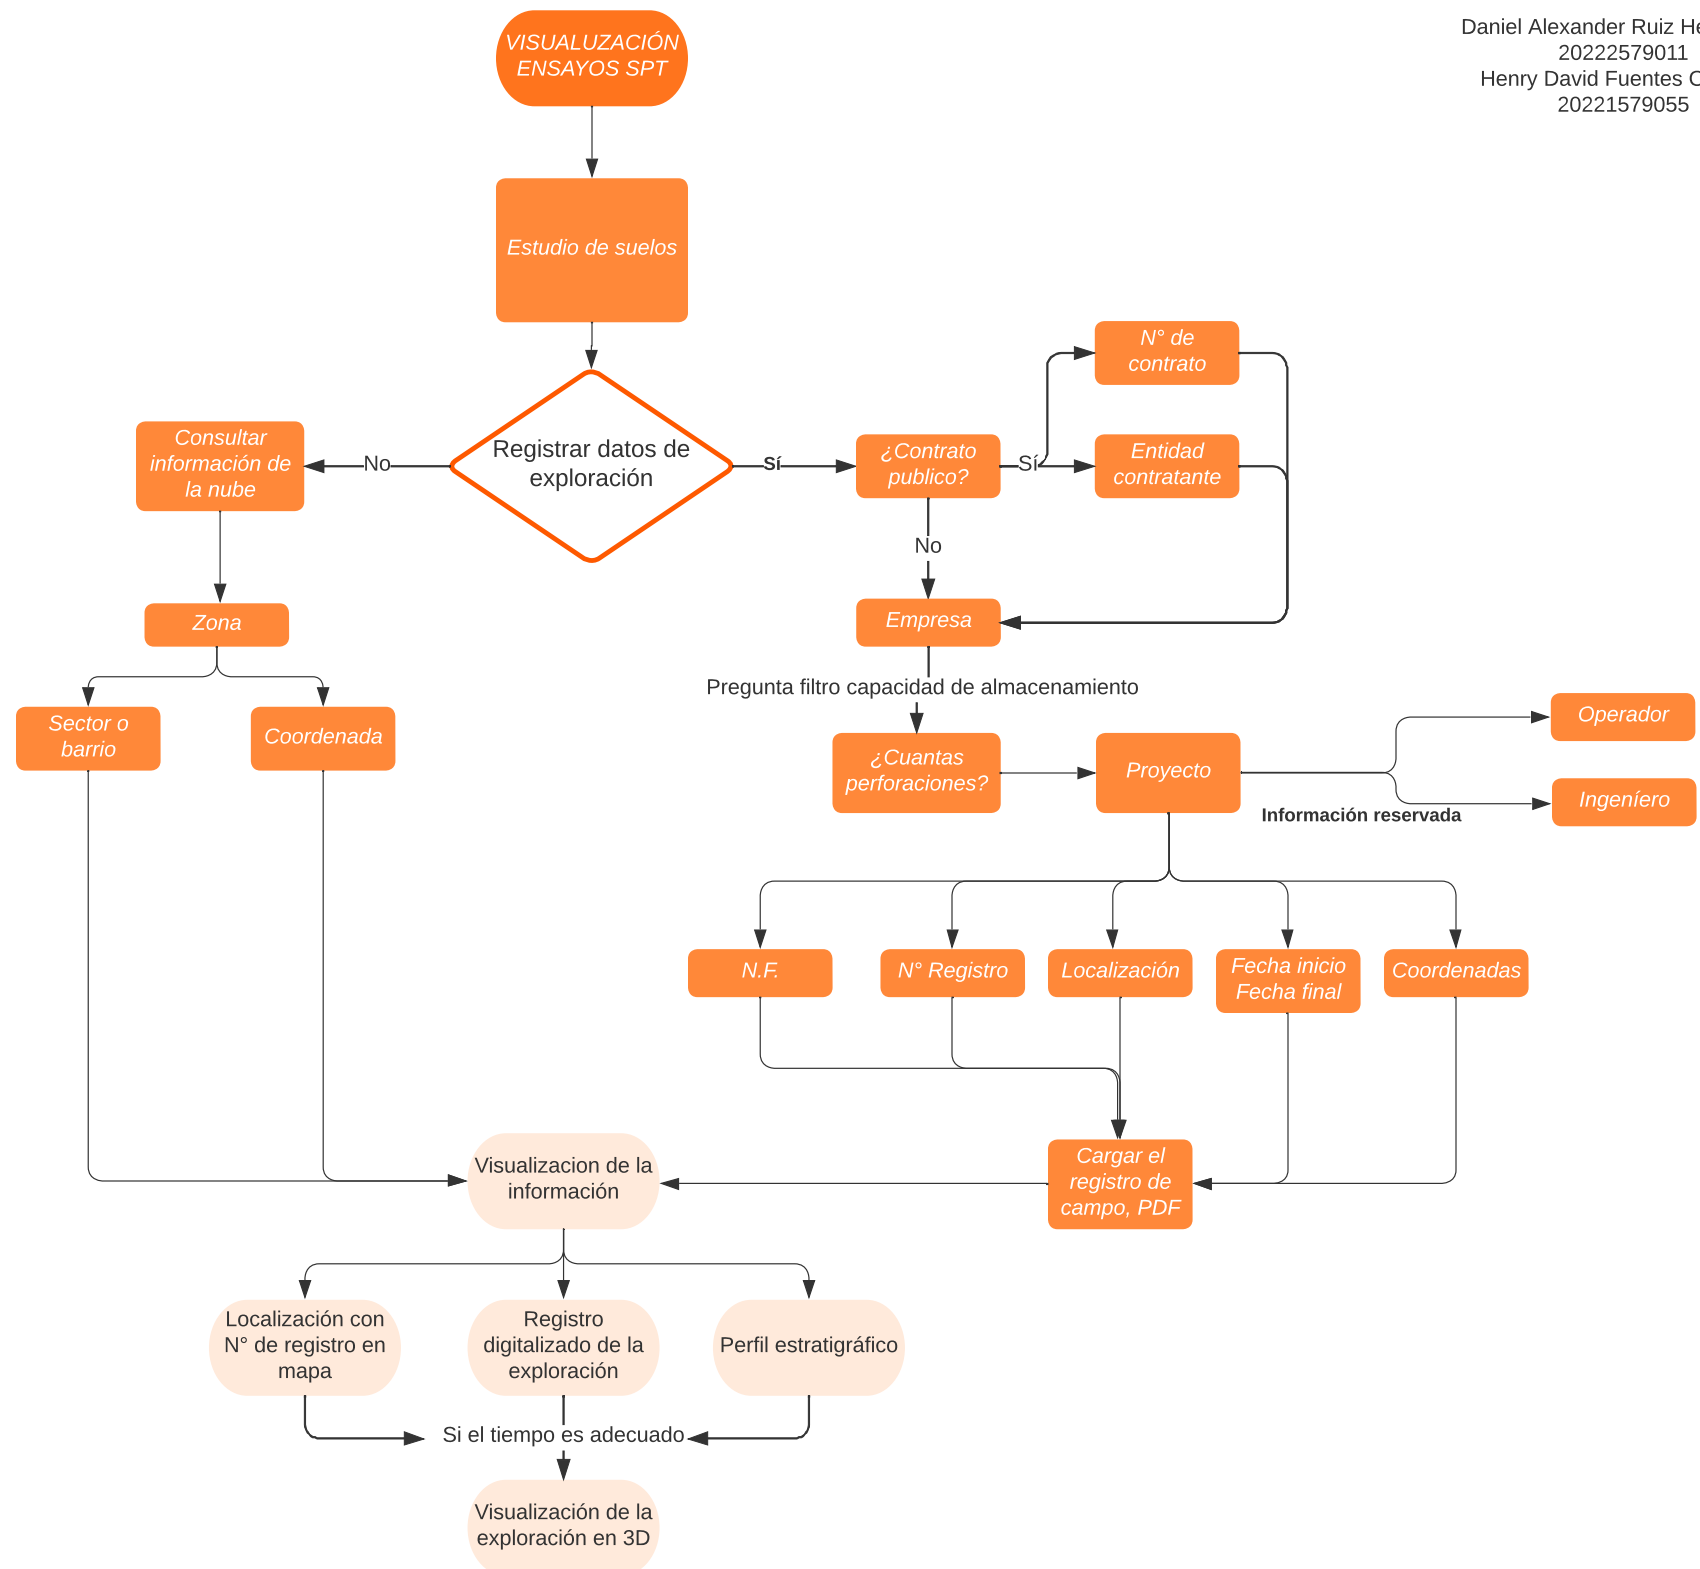 VISUALUZACIÓN
ENSAYOS SPT
Daniel Alexander Ruiz
20222579011
Henry David Fuentes
20221579055
Estudio de suelos
N° de
contrato
Registrar datos de
exploración
Consultar
información de
la nube
No
Sí
¿Contrato
publico?
Sí
Entidad
contratante
No
Zona
Empresa
Pregunta filtro capacidad de almacenamiento
Sector o
barrio
Coordenada
¿Cuantas
perforaciones?
Proyecto
Operador
Ingeníero
Información reservada
N.F.
N° Registro
Localización
Fecha inicio
Fecha final
Coordenadas
Visualizacion de la
información
Cargar el
registro de
campo, PDF
Localización con
N° de registro en
mapa
Registro
digitalizado de la
exploración
Perfil estratigráfico
Si el tiempo es adecuado
Visualización de la
exploración en 3D